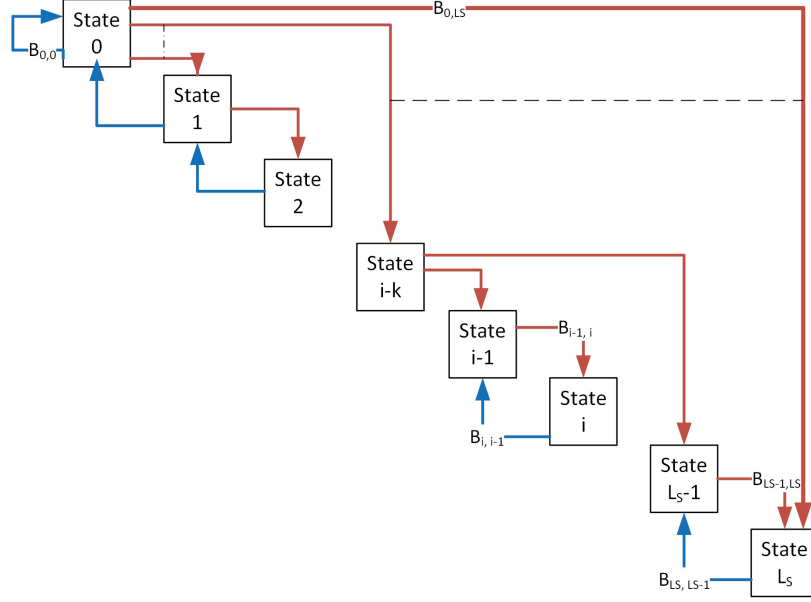 B0,LS
State
0
B0,0
State
1
State
2
State
i-k
State
i-1
Bi-1, i
State
i
Bi, i-1
State
LS-1
BLS-1,LS
State
LS
BLS, LS-1